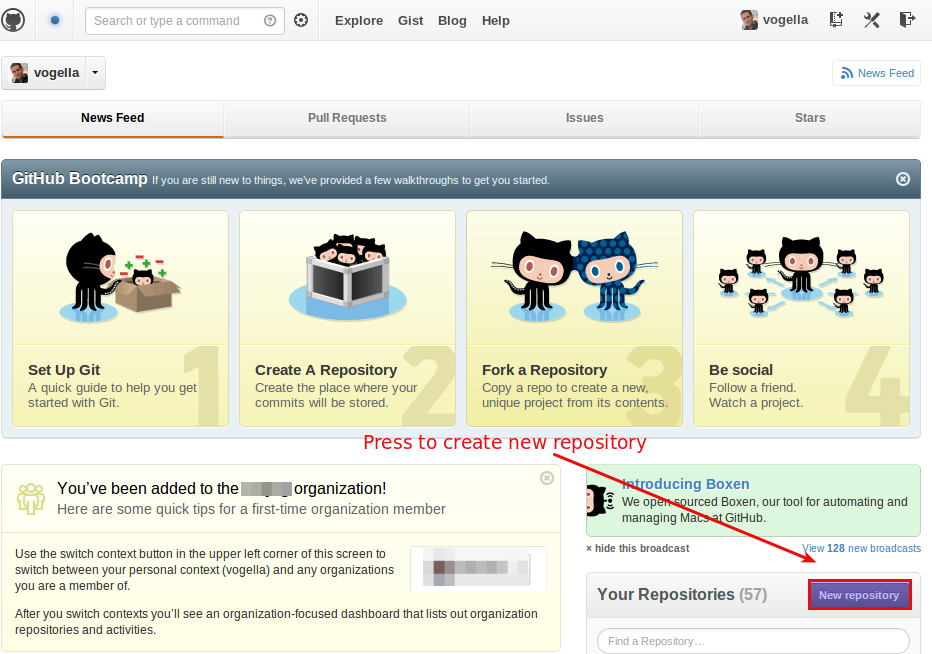 Search or type a command
Explore Gist Blog Help
vogella
vogella
News Feed
News Feed Pull Requests Issues Stars
GitHub Bootcamp If you are still new to things, we've provided a few walkthroughs to get you started.
1
Set Up Git
A quick guide to help you get
started with Git.
2
Create A Repository
Create the place where your
commits will be stored.
3
Fork a Repository
Copy a repo to create a new,
unique project from its contents.
4
Be social
Follow a friend.
Watch a project.
Press to create new repository
You've been added to the organization!
Here are some quick tips for a first-time organization member
Use the switch context button in the upper left corner of this screen to
switch between your personal context (vogella) and any organizations
you are a member of.
After you switch contexts you'll see an organization-focused dashboard that lists out organization
repositories and activities.
Introducing Boxen
We open sourced Boxen, our tool for automating and
managing Macs at GitHub.
× hide this broadcast
View 128 new broadcasts
Your Repositories (57)
New repository
Find a Repository…